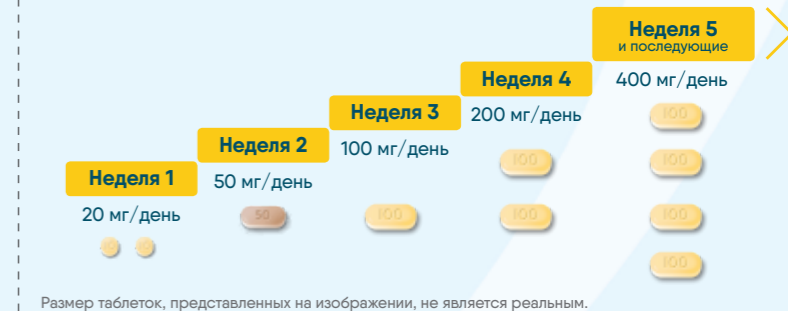 Неделя 1
20 мг/день
10 10
Неделя 2
50 мг/день
50
Неделя 3
100 мг/день
100
Неделя 4
200 мг/день
100
100
Неделя 5
и последующие
400 мг/день
100
100
100
100
Размер таблеток, представленных на изображении, не является реальным.